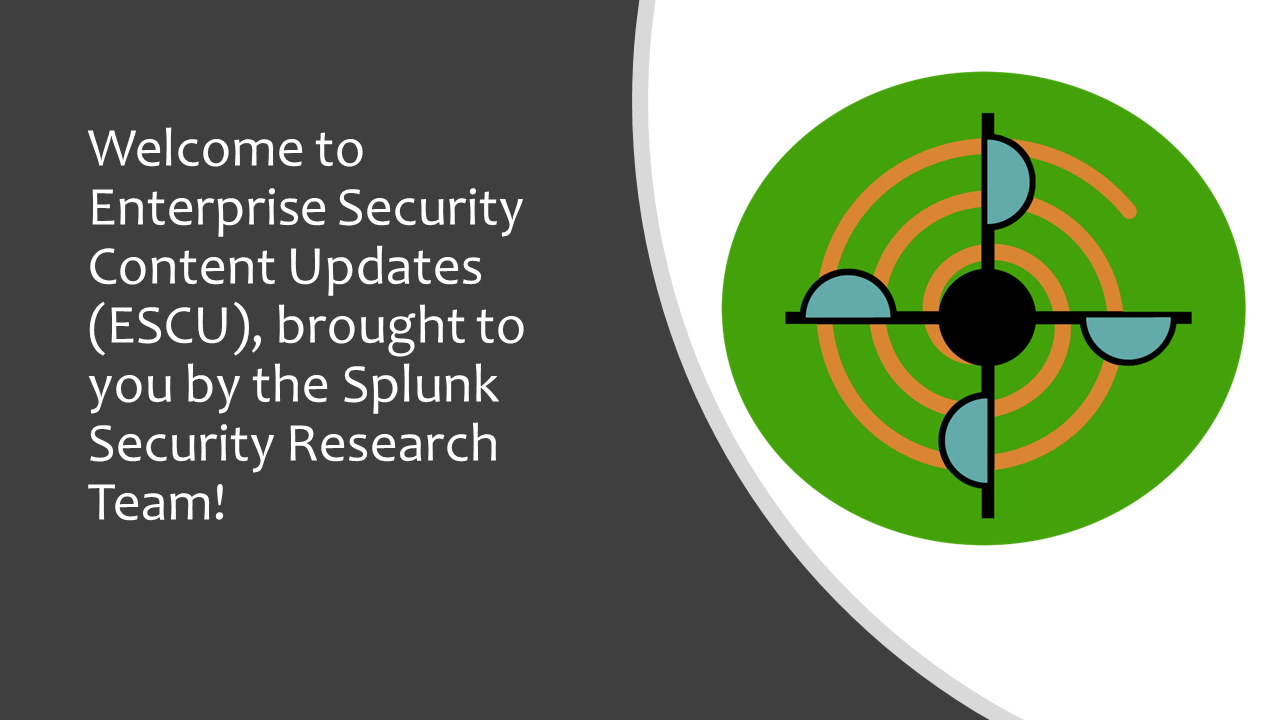 Welcome to
Enterprise Security
Content Updates
(ESCU), brought to
you by the Splunk
Security Research
Team!